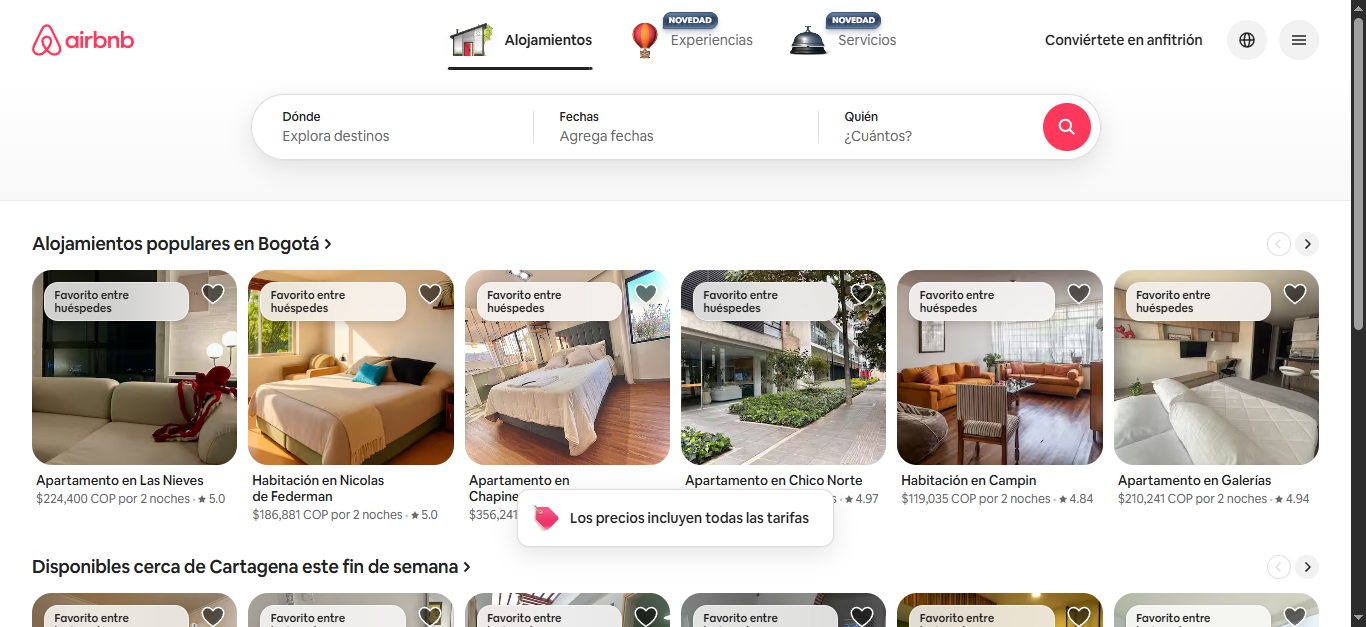 airbnb
Alojamientos
NOVEDAD
Experiencias
NOVEDAD
Servicios
Conviértete en anfitrión
Dónde
Explora destinos
Fechas
Agrega fechas
Quién
¿Cuántos?
Alojamientos populares en Bogotá
Favorito entre
huéspedes
Favorito entre
huéspedes
Favorito entre
huéspedes
Favorito entre
huéspedes
Favorito entre
huéspedes
Favorito entre
huéspedes
Apartamento en Las Nieves
$224,400 COP por 2 noches · ★ 5.0
Habitación en Nicolas
de Federman
$186,881 COP por 2 noches · ★ 5.0
Apartamento en
Chapine
$356,241
Apartamento en Chico Norte
s · ★ 4.97
Habitación en Campin
$119,035 COP por 2 noches · ★ 4.84
Apartamento en Galerías
$210,241 COP por 2 noches · ★ 4.94
Los precios incluyen todas las tarifas
Disponibles cerca de Cartagena este fin de semana
Favorito entre
Favorito entre
Favorito entre
Favorito entre
Favorito entre
Favorito entre